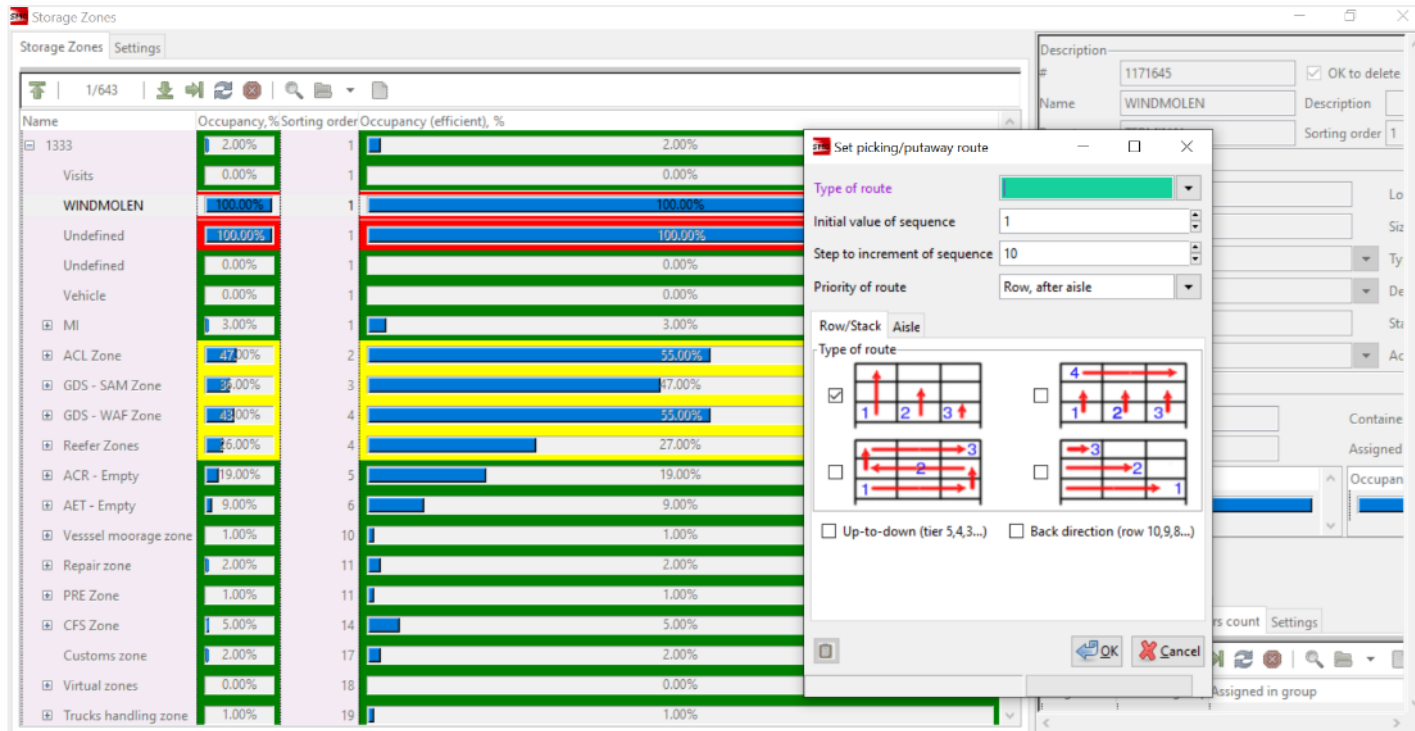 Storage Zones
Storage Zones Settings
1/643
Name Occupancy,% Sorting order Occupancy (efficient), %
1333 2.00% 1 2.00%
Visits 0.00% 1 0.00%
WINDMOLEN 100.00% 1 100.00%
Undefined 100.00% 1 100.00%
Undefined 0.00% 1 0.00%
Vehicle 0.00% 1 0.00%
MI 3.00% 1 3.00%
ACL Zone 47.00% 2 55.00%
GDS - SAM Zone 36.00% 3 47.00%
GDS - WAF Zone 43.00% 4 55.00%
Reefer Zones 26.00% 4 27.00%
ACR - Empty 19.00% 5 19.00%
AET - Empty 9.00% 6 9.00%
Vesssel moorage zone 1.00% 10 1.00%
Repair zone 2.00% 11 2.00%
PRE Zone 1.00% 11 1.00%
CFS Zone 5.00% 14 5.00%
Customs zone 2.00% 17 2.00%
Virtual zones 0.00% 18 0.00%
Trucks handling zone 1.00% 19 1.00%
Set picking/putaway route
Type of route
Initial value of sequence 1
Step to increment of sequence 10
Priority of route Row, after aisle
Row/Stack Aisle
Type of route
1 2 3
4
1 2 3
3
2
1
3
2
1
Up-to-down (tier 5,4,3...) Back direction (row 10,9,8...)
OK Cancel
Description
# 1171645 OK to delete
Name WINDMOLEN Description
Sorting order 1
Lo
Siz
Ty
De
Sta
Ac
Containe
Assigned
Occupan
rs count Settings
Assigned in group